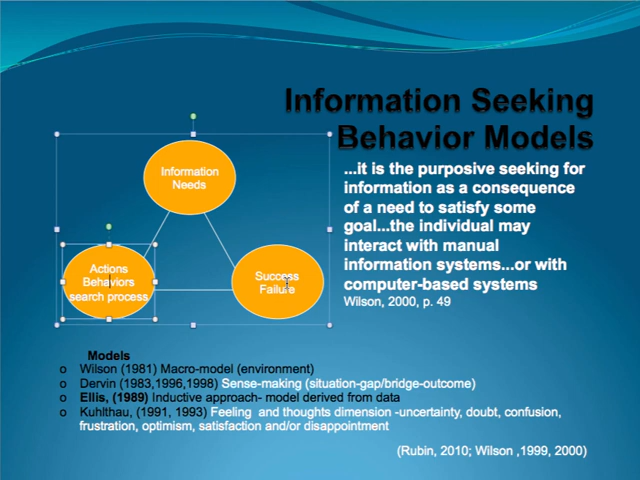 Information Seeking
Behavior Models
...it is the purposive seeking for
information as a consequence
of a need to satisfy some
goal...the individual may
interact with manual
information systems...or with
computer-based systems
Wilson, 2000, p. 49
Information
Needs
Actions
Behaviors
search process
Success
Failure
Models
o Wilson (1981) Macro-model (environment)
o Dervin (1983,1996,1998) Sense-making (situation-gap/bridge-outcome)
o Ellis, (1989) Inductive approach- model derived from data
o Kuhlthau, (1991, 1993) Feeling and thoughts dimension -uncertainty, doubt, confusion,
frustration, optimism, satisfaction and/or disappointment
(Rubin, 2010; Wilson ,1999, 2000)